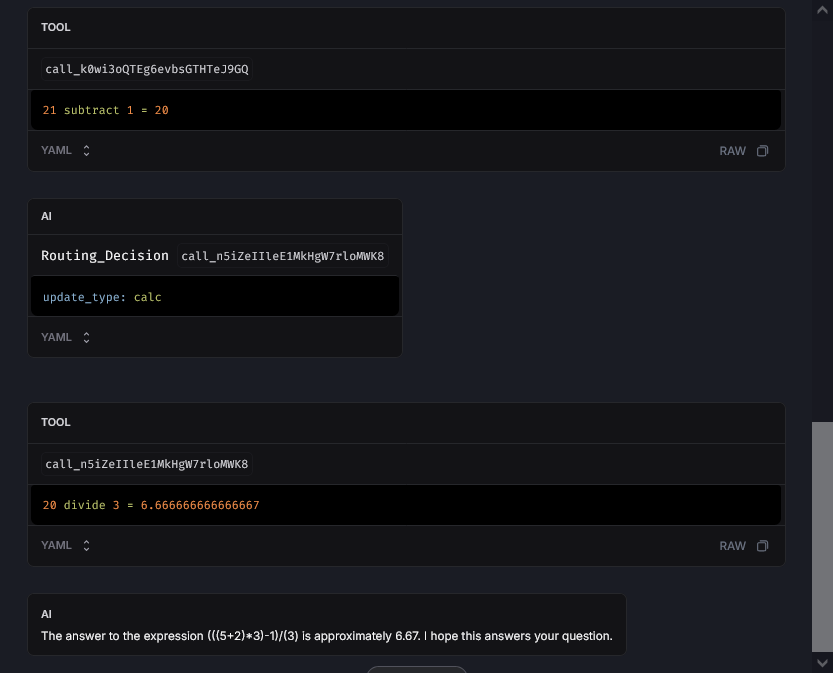 TOOL
call_k0wi3oQTEg6evbsGTHTeJ9GQ
21 subtract 1 = 20
YAML RAW
AI
Routing_Decision call_n5iZeIIleE1MkHgW7rloMWK8
update_type: calc
YAML
TOOL
call_n5iZeIIleE1MkHgW7rloMWK8
20 divide 3 = 6.666666666666667
YAML RAW
AI
The answer to the expression (((5+2)*3)-1)/(3) is approximately 6.67. I hope this answers your question.